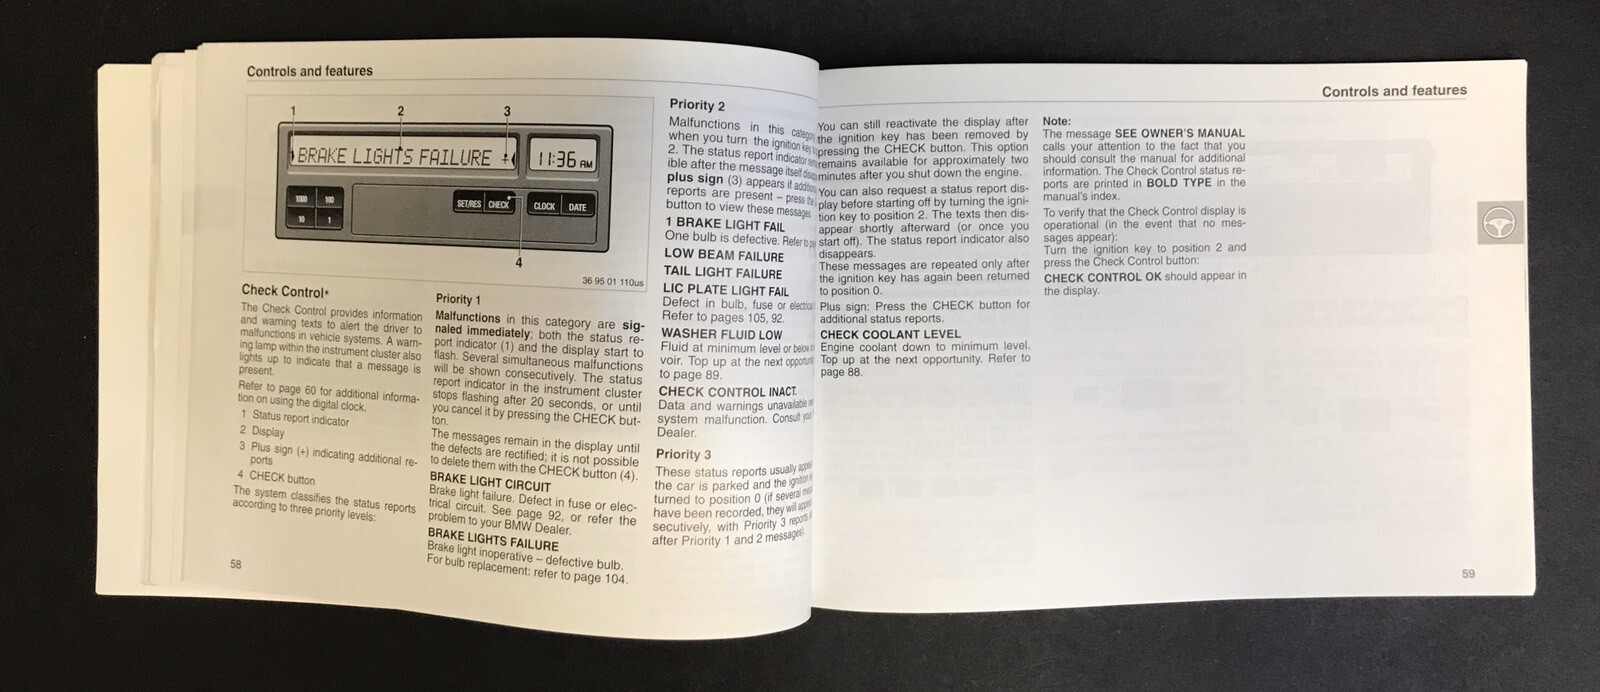 Controls and features
1 2 3
BRAKE LIGHTS FAILURE +
11:36 AM
1000 100
10 1
SET/RES CHECK CLOCK DATE
4
36 95 01 110us
Check Control*
The Check Control provides information
and warning texts to alert the driver to
malfunctions in vehicle systems. A warn-
ing lamp within the instrument cluster also
lights up to indicate that a message is
present.
Refer to page 60 for additional informa-
tion on using the digital clock.
1 Status report indicator
2 Display
3 Plus sign (+) indicating additional re-
ports
4 CHECK button
The system classifies the status reports
according to three priority levels:
58
Priority 1
Malfunctions in this category are sig-
naled immediately; both the status re-
port indicator (1) and the display start to
flash. Several simultaneous malfunctions
will be shown consecutively. The status
report indicator in the instrument cluster
stops flashing after 20 seconds, or until
you cancel it by pressing the CHECK but-
ton.
The messages remain in the display until
the defects are rectified; it is not possible
to delete them with the CHECK button (4).
BRAKE LIGHT CIRCUIT
Brake light failure. Defect in fuse or elec-
trical circuit. See page 92, or refer the
problem to your BMW Dealer.
BRAKE LIGHTS FAILURE
Brake light inoperative – defective bulb.
For bulb replacement: refer to page 104.
Priority 2
Malfunctions in this category
when you turn the ignition key
2. The status report indicator
ible after the message itself
plus sign (3) appears if
reports are present – press the
button to view these messages.
1 BRAKE LIGHT FAIL
One bulb is defective. Refer to
LOW BEAM FAILURE
TAIL LIGHT FAILURE
LIC PLATE LIGHT FAIL
Defect in bulb, fuse or electrical
Refer to pages 105, 92.
WASHER FLUID LOW
Fluid at minimum level or below
voir. Top up at the next
to page 89.
CHECK CONTROL INACT.
Data and warnings unavailable
system malfunction. Consult your
Dealer.
Priority 3
These status reports usually
the car is parked and the ignition
turned to position 0 (if several
have been recorded, they will
secutively, with Priority 3 reports
after Priority 1 and 2 messages).
Controls and features
You can still reactivate the display after
the ignition key has been removed by
pressing the CHECK button. This option
remains available for approximately two
minutes after you shut down the engine.
You can also request a status report dis-
play before starting off by turning the igni-
tion key to position 2. The texts then dis-
appear shortly afterward (or once you
start off). The status report indicator also
disappears.
These messages are repeated only after
the ignition key has again been returned
to position 0.
Plus sign: Press the CHECK button for
additional status reports.
CHECK COOLANT LEVEL
Engine coolant down to minimum level.
Top up at the next opportunity. Refer to
page 88.
Note:
The message SEE OWNER'S MANUAL
calls your attention to the fact that you
should consult the manual for additional
information. The Check Control status re-
ports are printed in BOLD TYPE in the
manual's index.
To verify that the Check Control display is
operational (in the event that no mes-
sages appear):
Turn the ignition key to position 2 and
press the Check Control button:
CHECK CONTROL OK should appear in
the display.
59